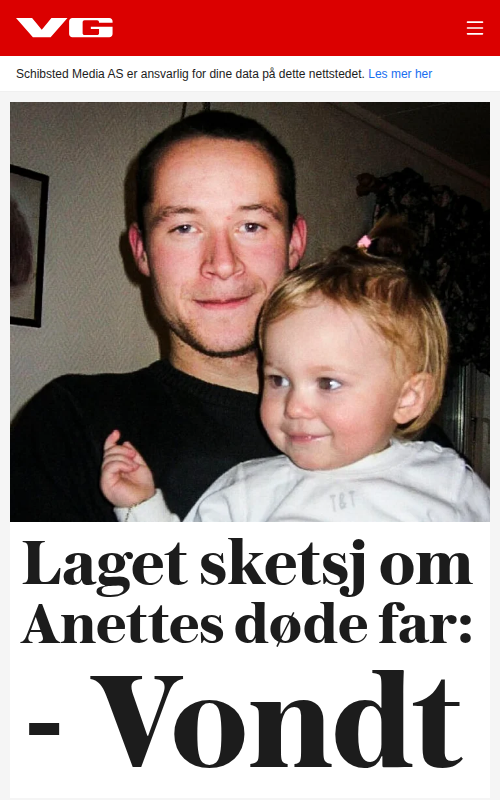 VG
Schibsted Media AS er ansvarlig for dine data på dette nettstedet. Les mer her
T&T
Laget sketsj om
Anettes døde far:
- Vondt